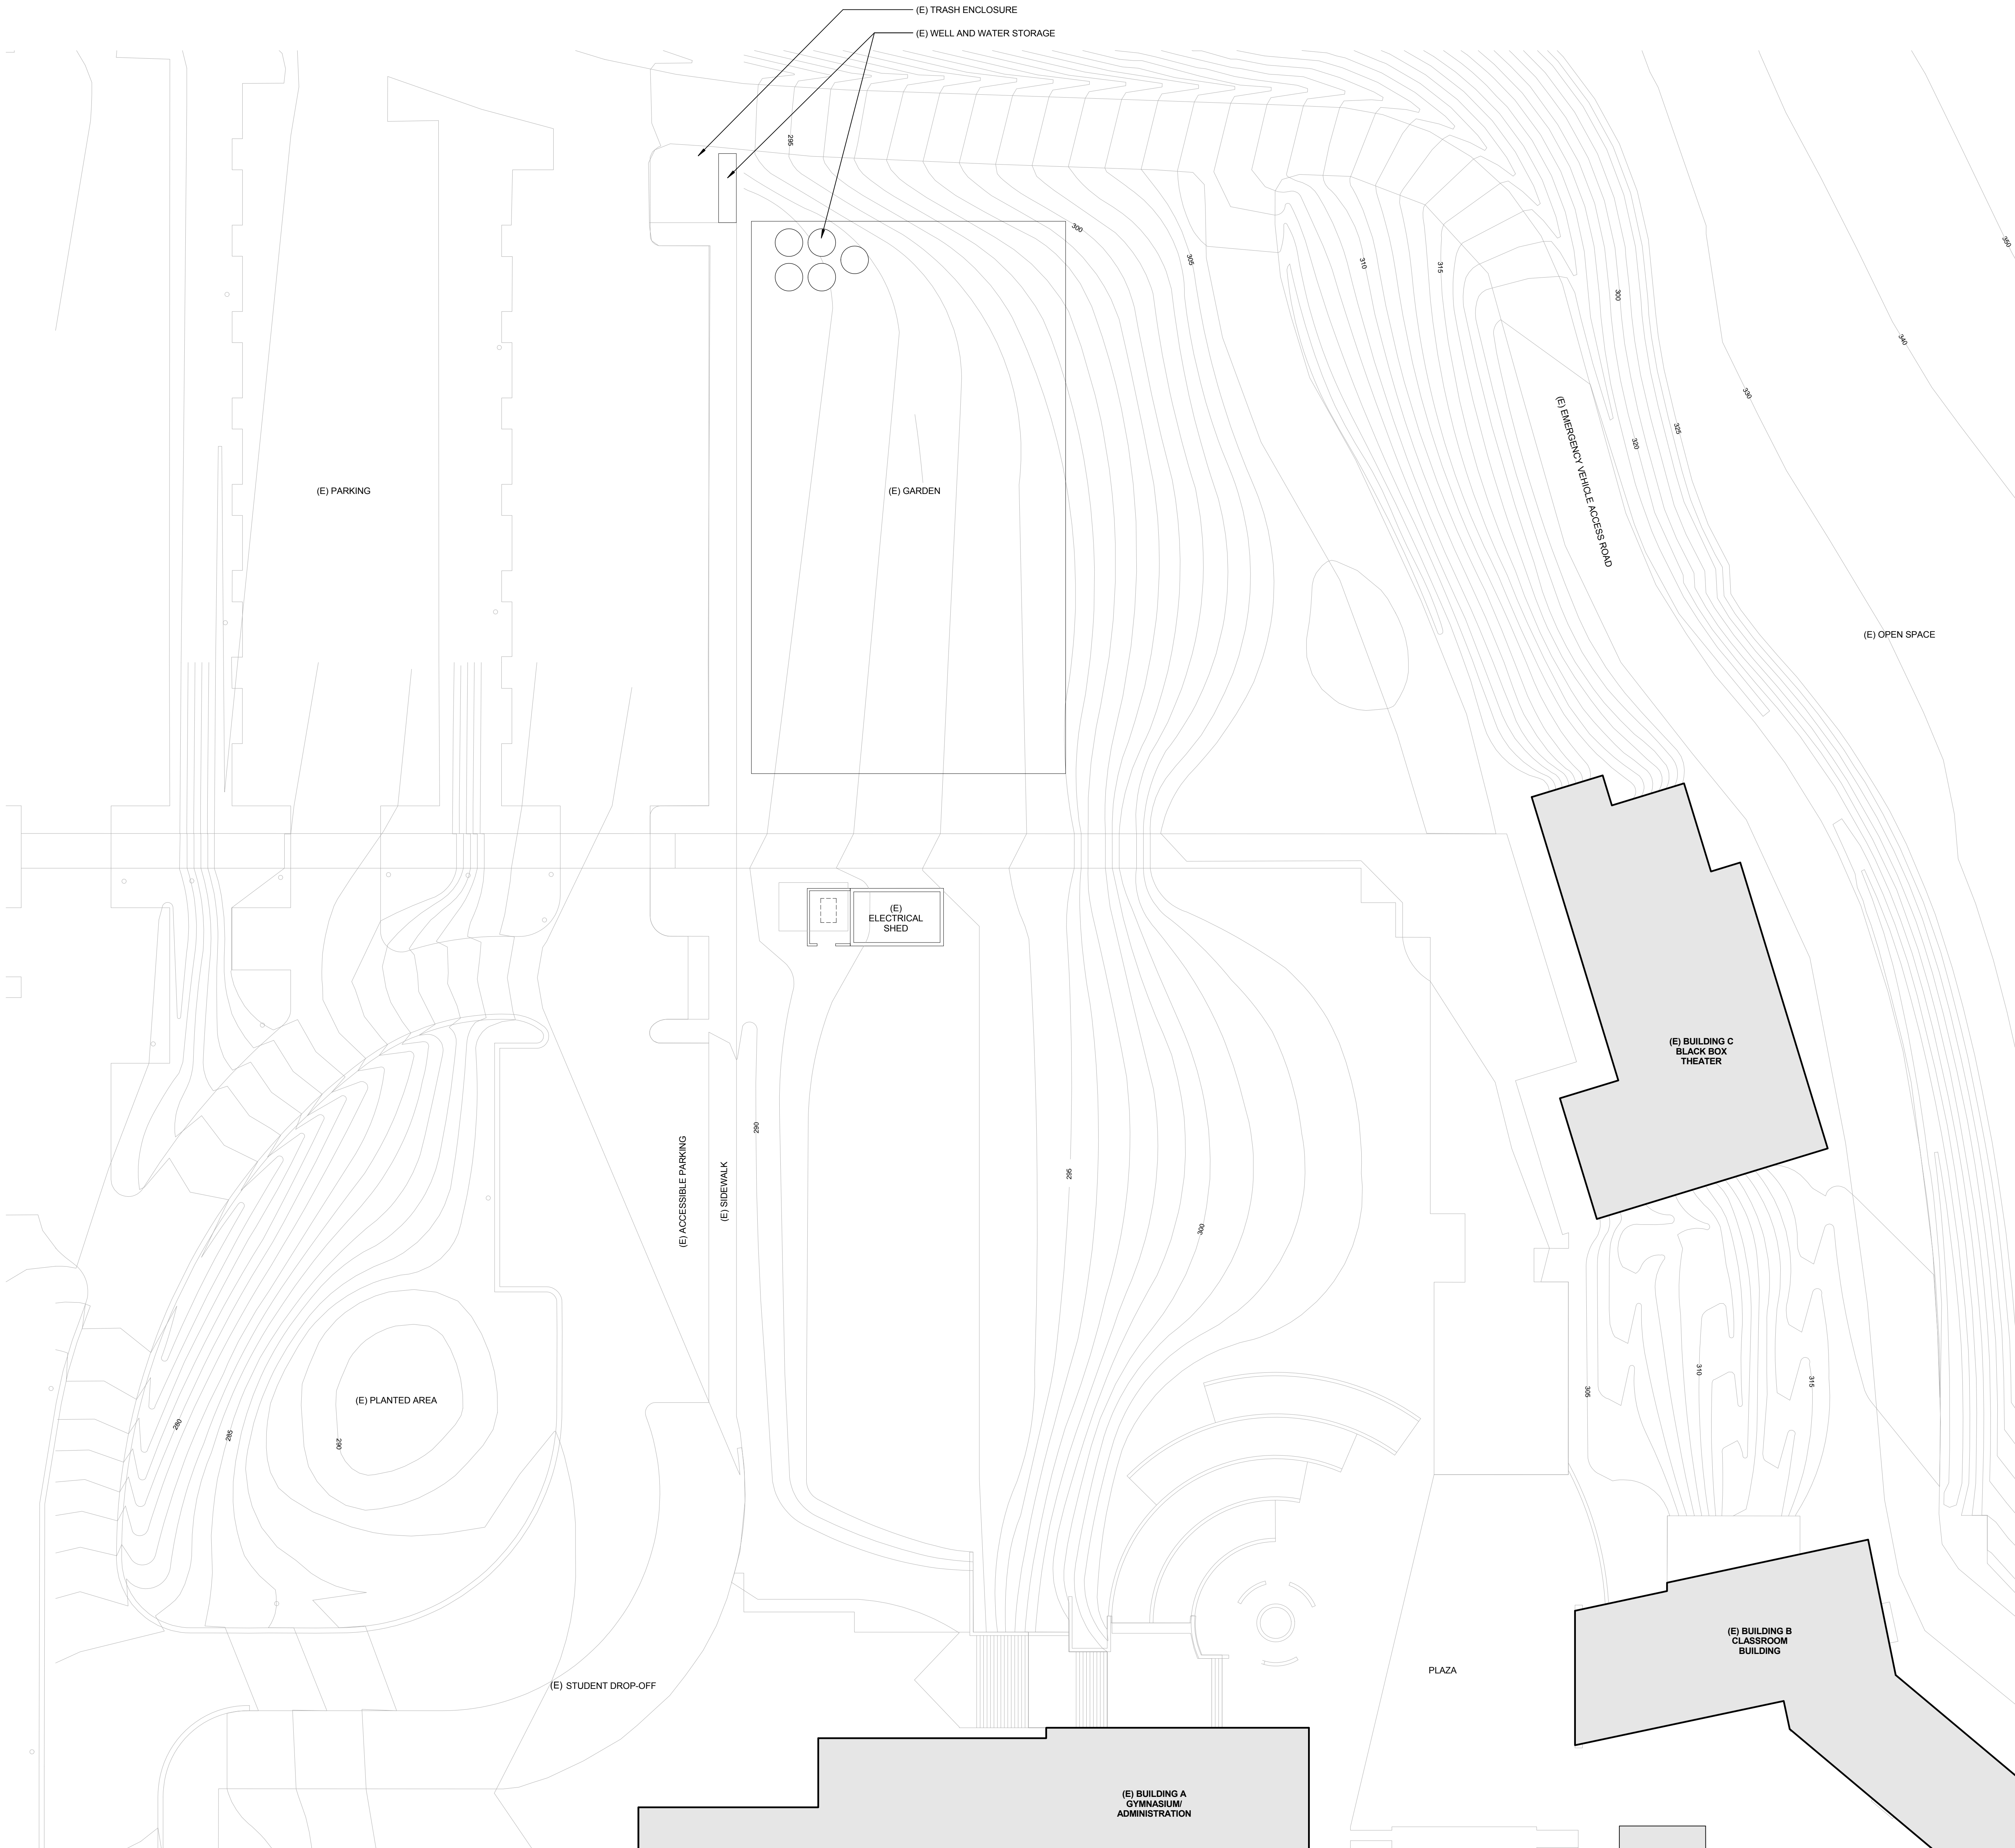 (E) TRASH ENCLOSURE
(E) WELL AND WATER STORAGE
295
300
305
310
315
300
350
340
330
320
325
(E) EMERGENCY VEHICLE ACCESS ROAD
(E) PARKING
(E) GARDEN
(E) OPEN SPACE
(E)
ELECTRICAL
SHED
(E) BUILDING C
BLACK BOX
THEATER
(E) ACCESSIBLE PARKING
(E) SIDEWALK
290
295
300
305
310
315
(E) PLANTED AREA
280
285
290
(E) BUILDING B
CLASSROOM
BUILDING
(E) STUDENT DROP-OFF
PLAZA
(E) BUILDING A
GYMNASIUM/
ADMINISTRATION